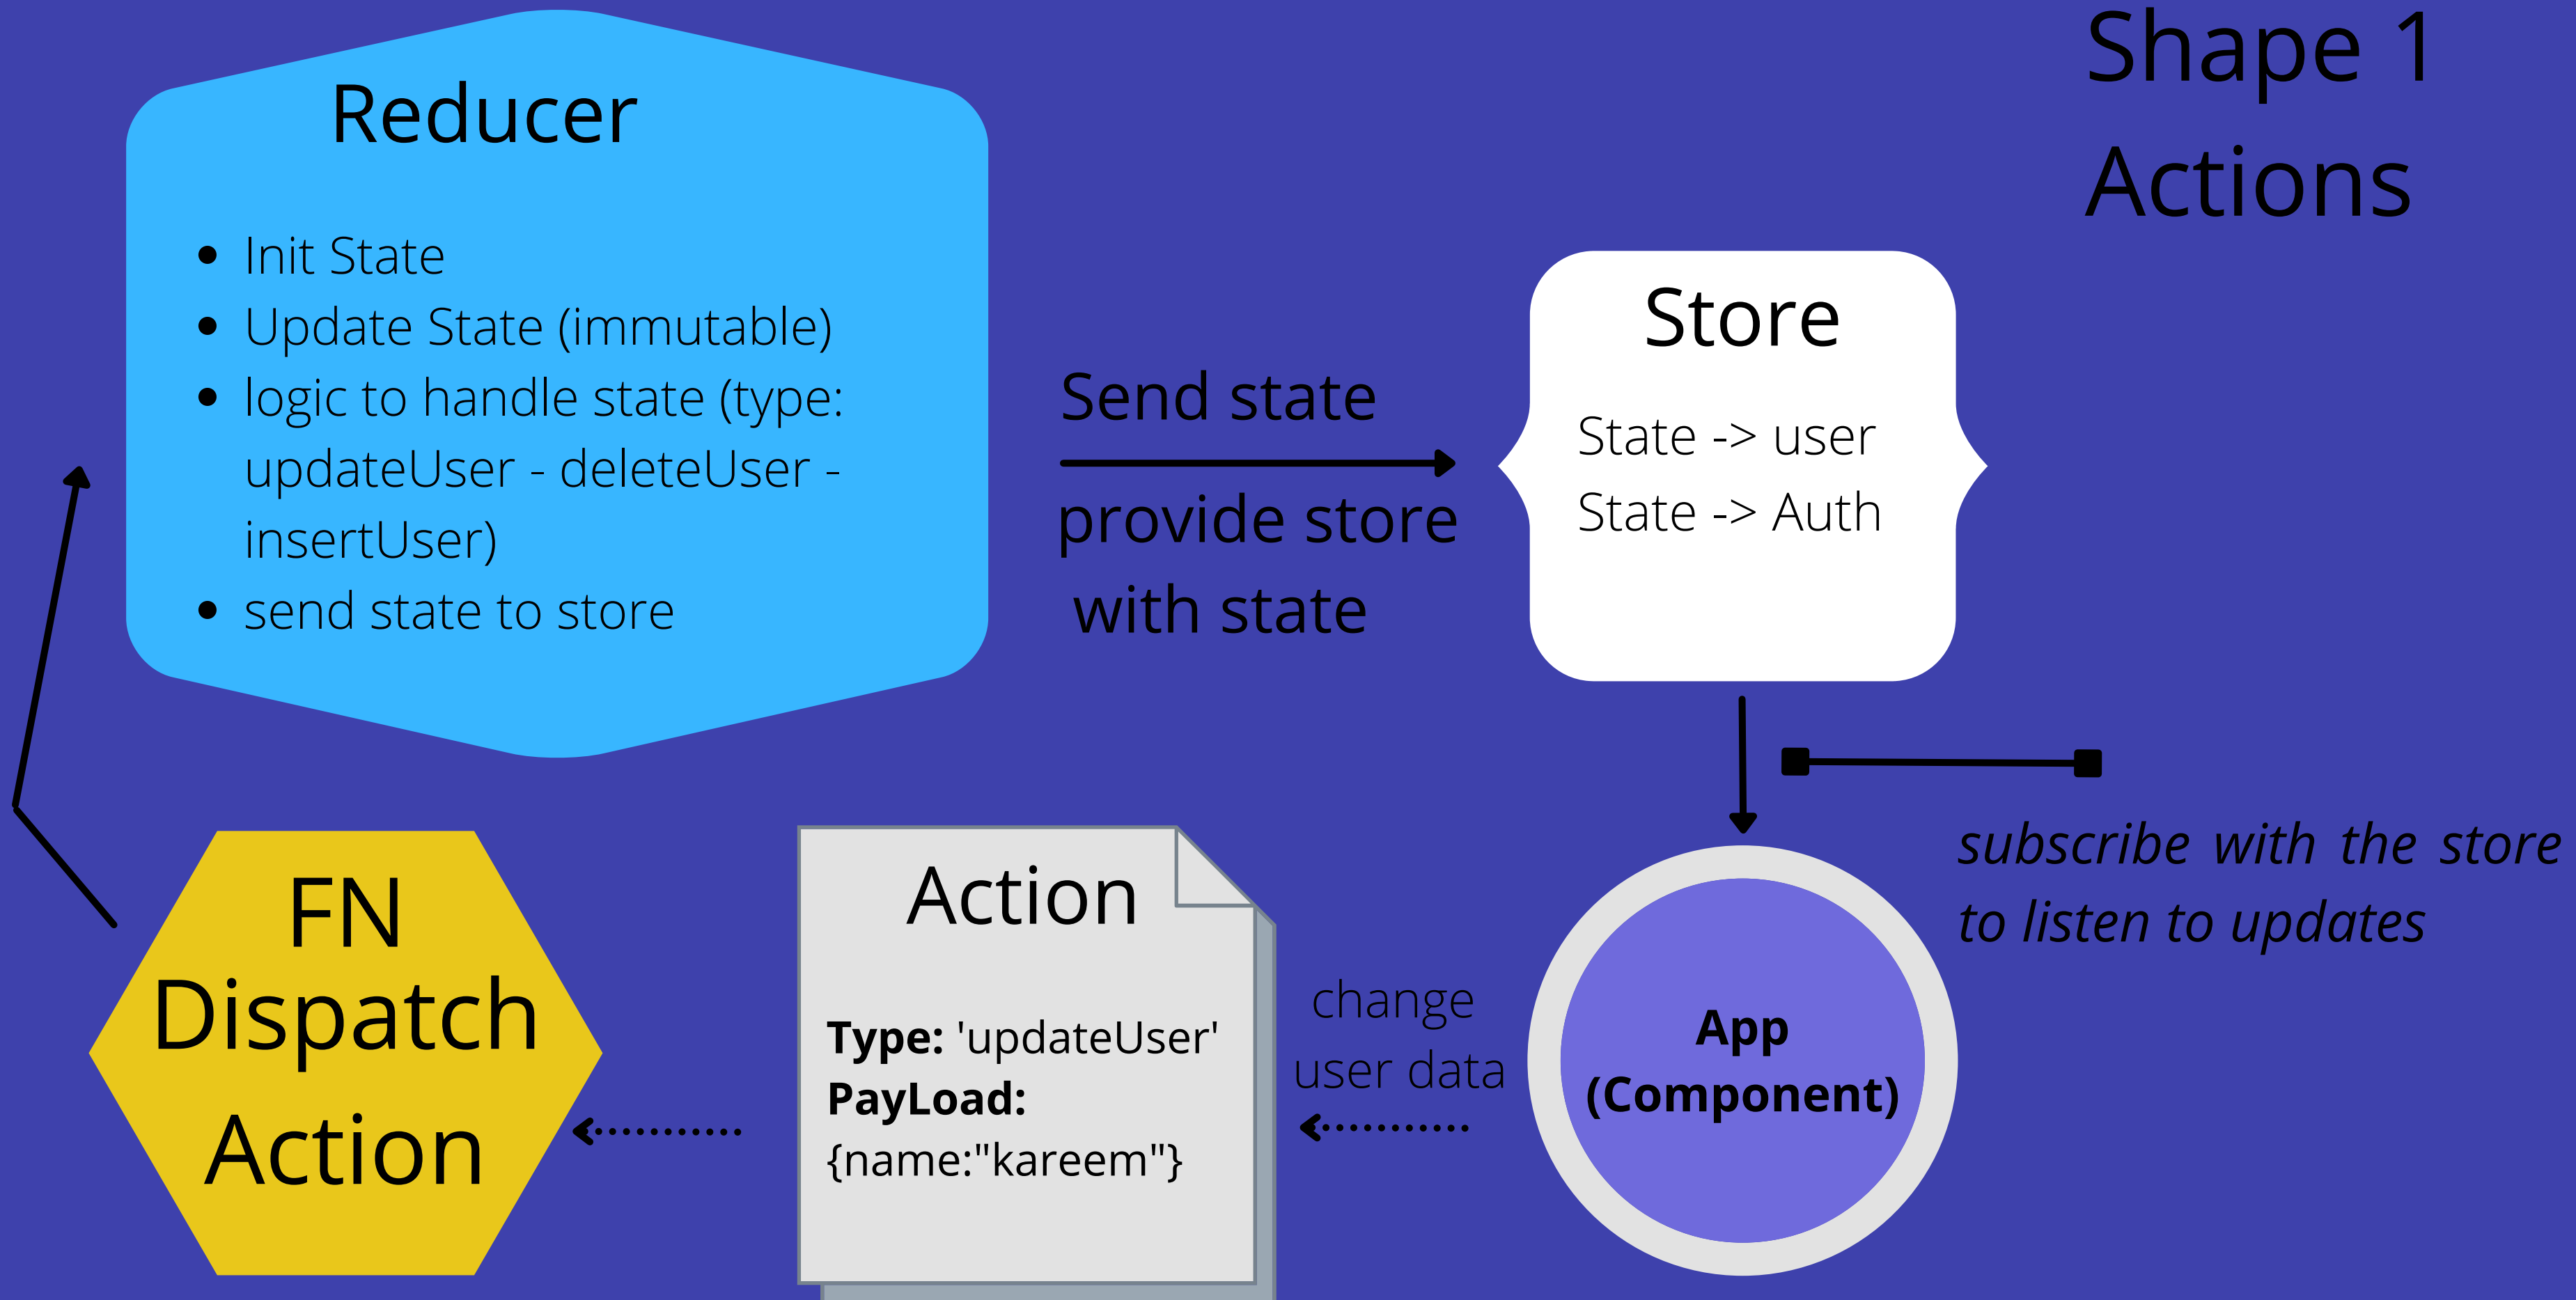 Shape 1
Actions
Reducer
• Init State
• Update State (immutable)
• logic to handle state (type:
updateUser - deleteUser -
insertUser)
• send state to store
Send state
provide store
with state
Store
State -> user
State -> Auth
subscribe with the store
to listen to updates
App
(Component)
change
user data
Action
Type: 'updateUser'
PayLoad:
{name:"kareem"}
FN
Dispatch
Action